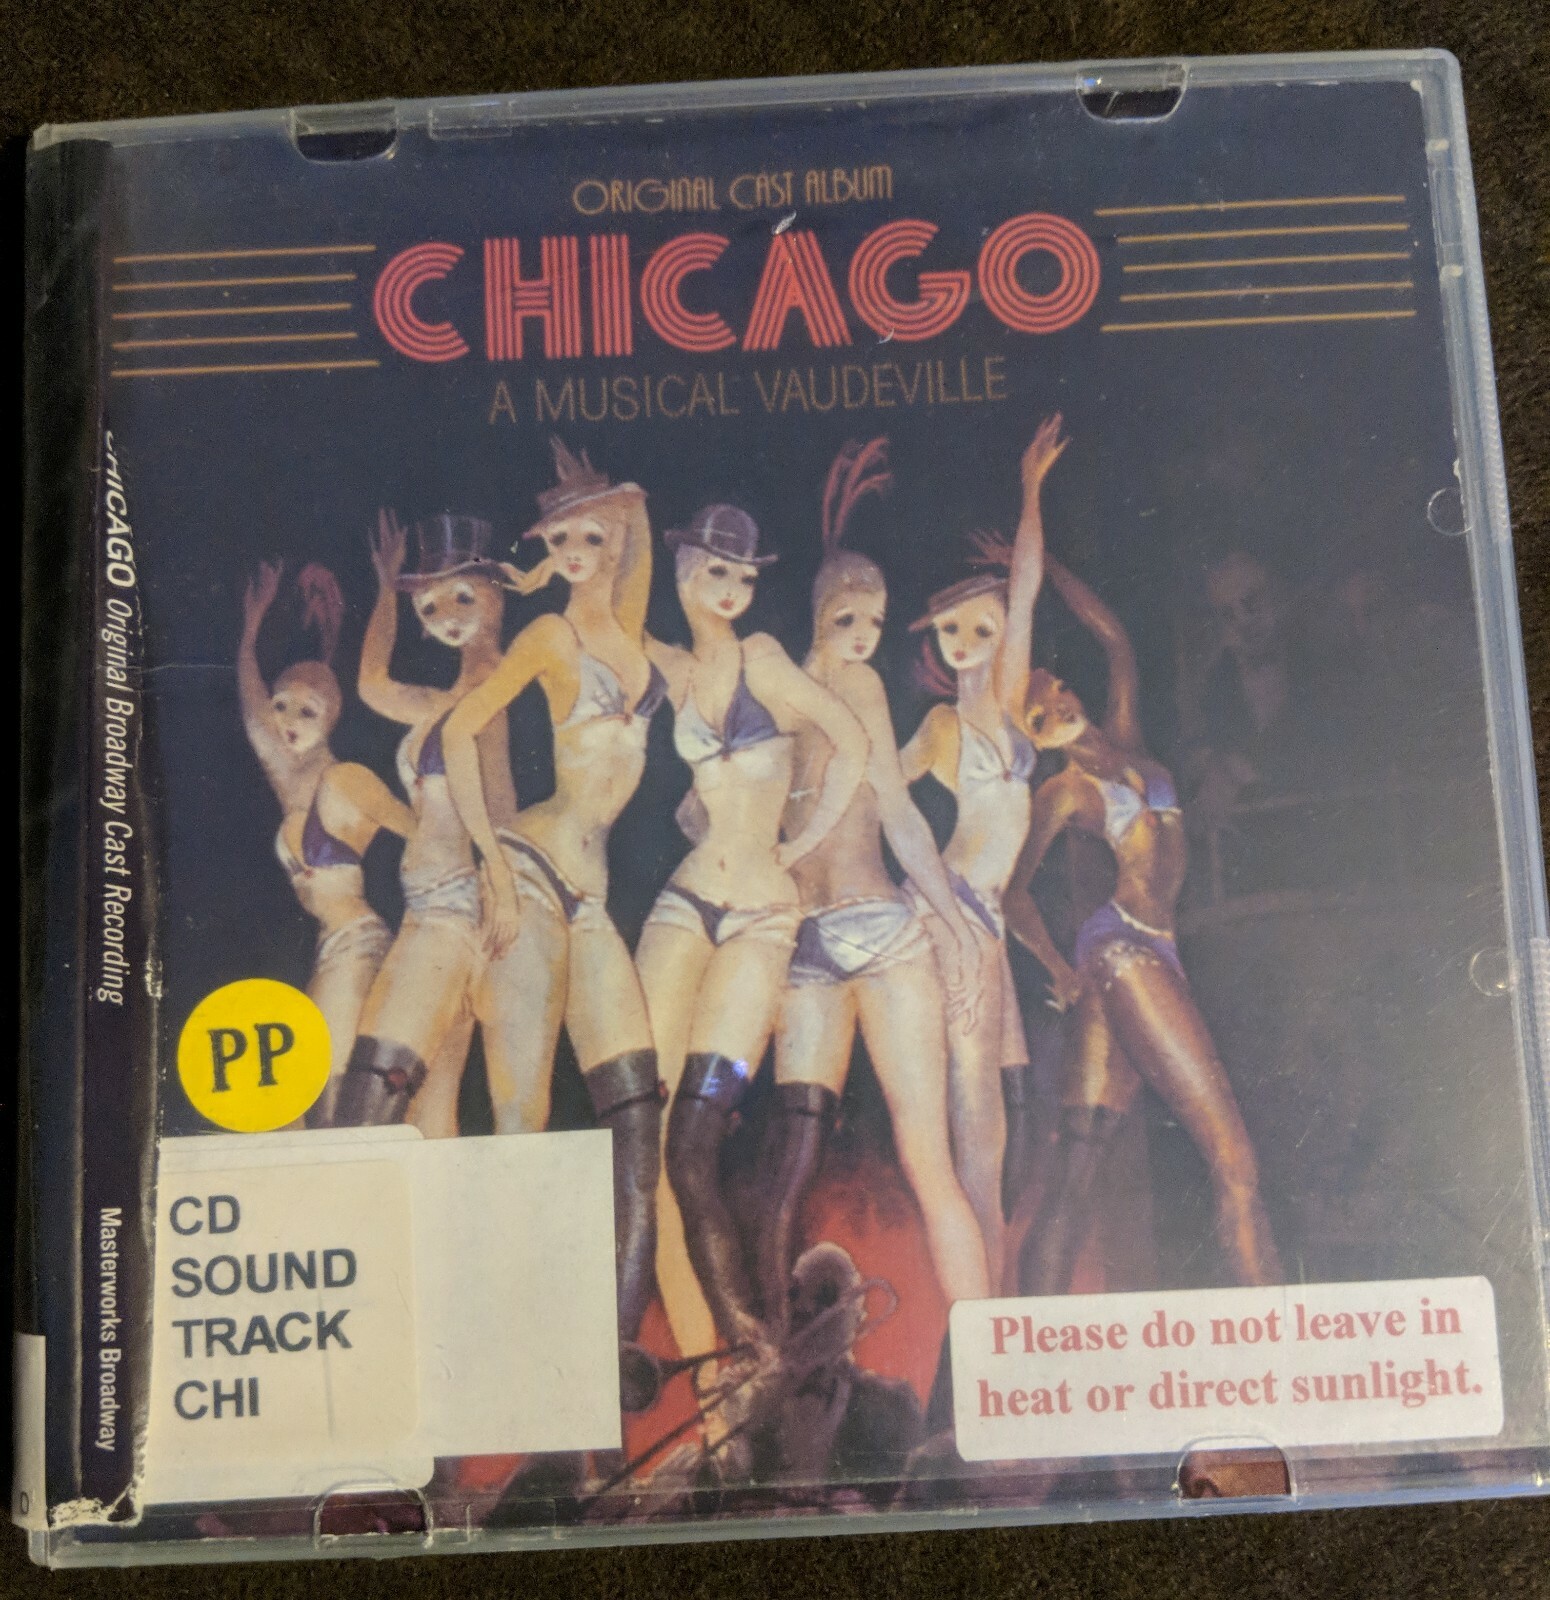 ORIGINAL CAST ALBUM
CHICAGO
A MUSICAL VAUDEVILLE
CHICAGO Original Broadway Cast Recording
Masterworks Broadway
PP
CD
SOUND
TRACK
CHI
Please do not leave in
heat or direct sunlight.
D